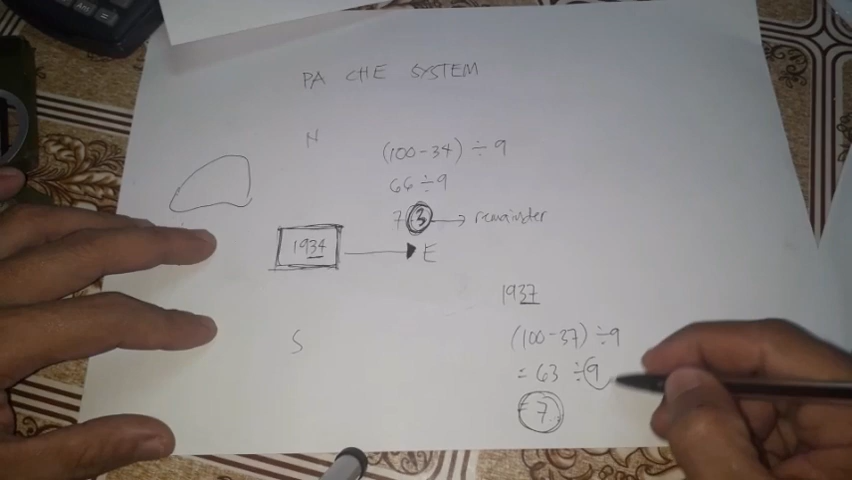 PA CHE SYSTEM
N
(100-34) ÷9
66 ÷9
7 3 → remainder
1934 → E
1937
S
(100-37) ÷9
= 63 ÷9
= 7